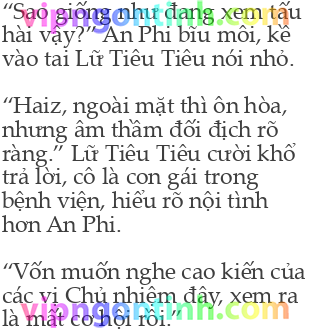 “Sao giống như đang xem tấu
hài vậy?” An Phi bĩu môi, kề
vào tai Lữ Tiêu Tiêu nói nhỏ.
“Haiz, ngoài mặt thì ôn hòa,
nhưng âm thầm đối địch rõ
ràng.” Lữ Tiêu Tiêu cười khổ
trả lời, cô là con gái trong
bệnh viện, hiểu rõ nội tình
hơn An Phi.
“Vốn muốn nghe cao kiến của
các vị Chủ nhiệm đây, xem ra
là mất cơ hội rồi.”
vipngontinh.com
vipngontinh.com